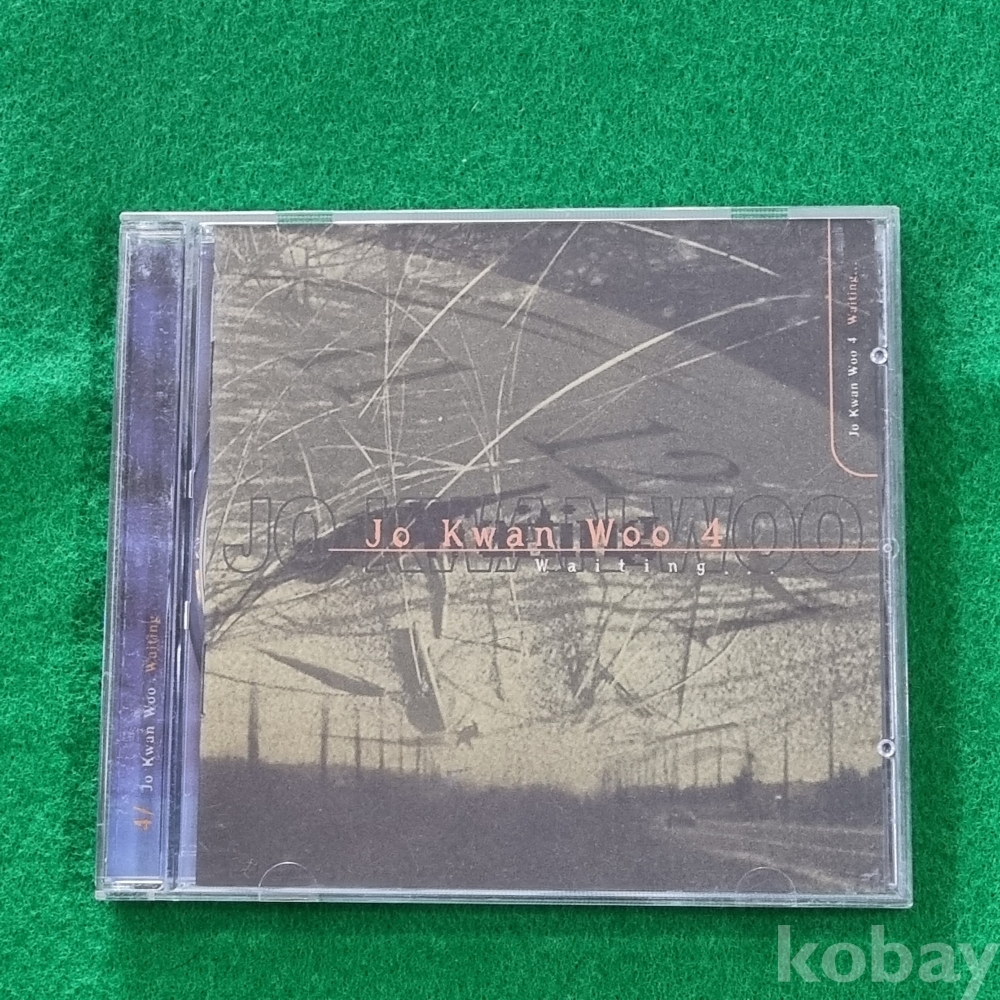 Jo Kwan Woo 4 Waiting...
JO KWAN WOO
Jo Kwan Woo 4
Waiting...
4/ Jo Kwan Woo . Waiting
kobay